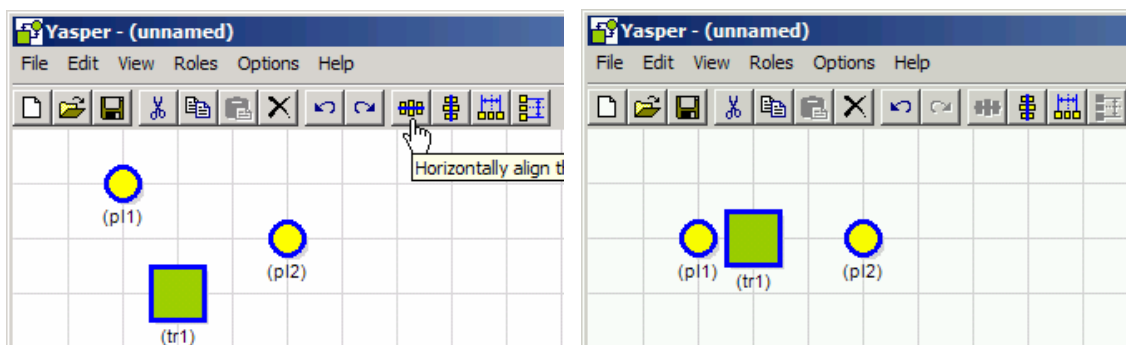 Yasper - (unnamed)
File Edit View Roles Options Help
Horizontally align th
(pl1)
(pl2)
(tr1)
Yasper - (unnamed)
File Edit View Roles Options Help
(pl1)
(tr1)
(pl2)